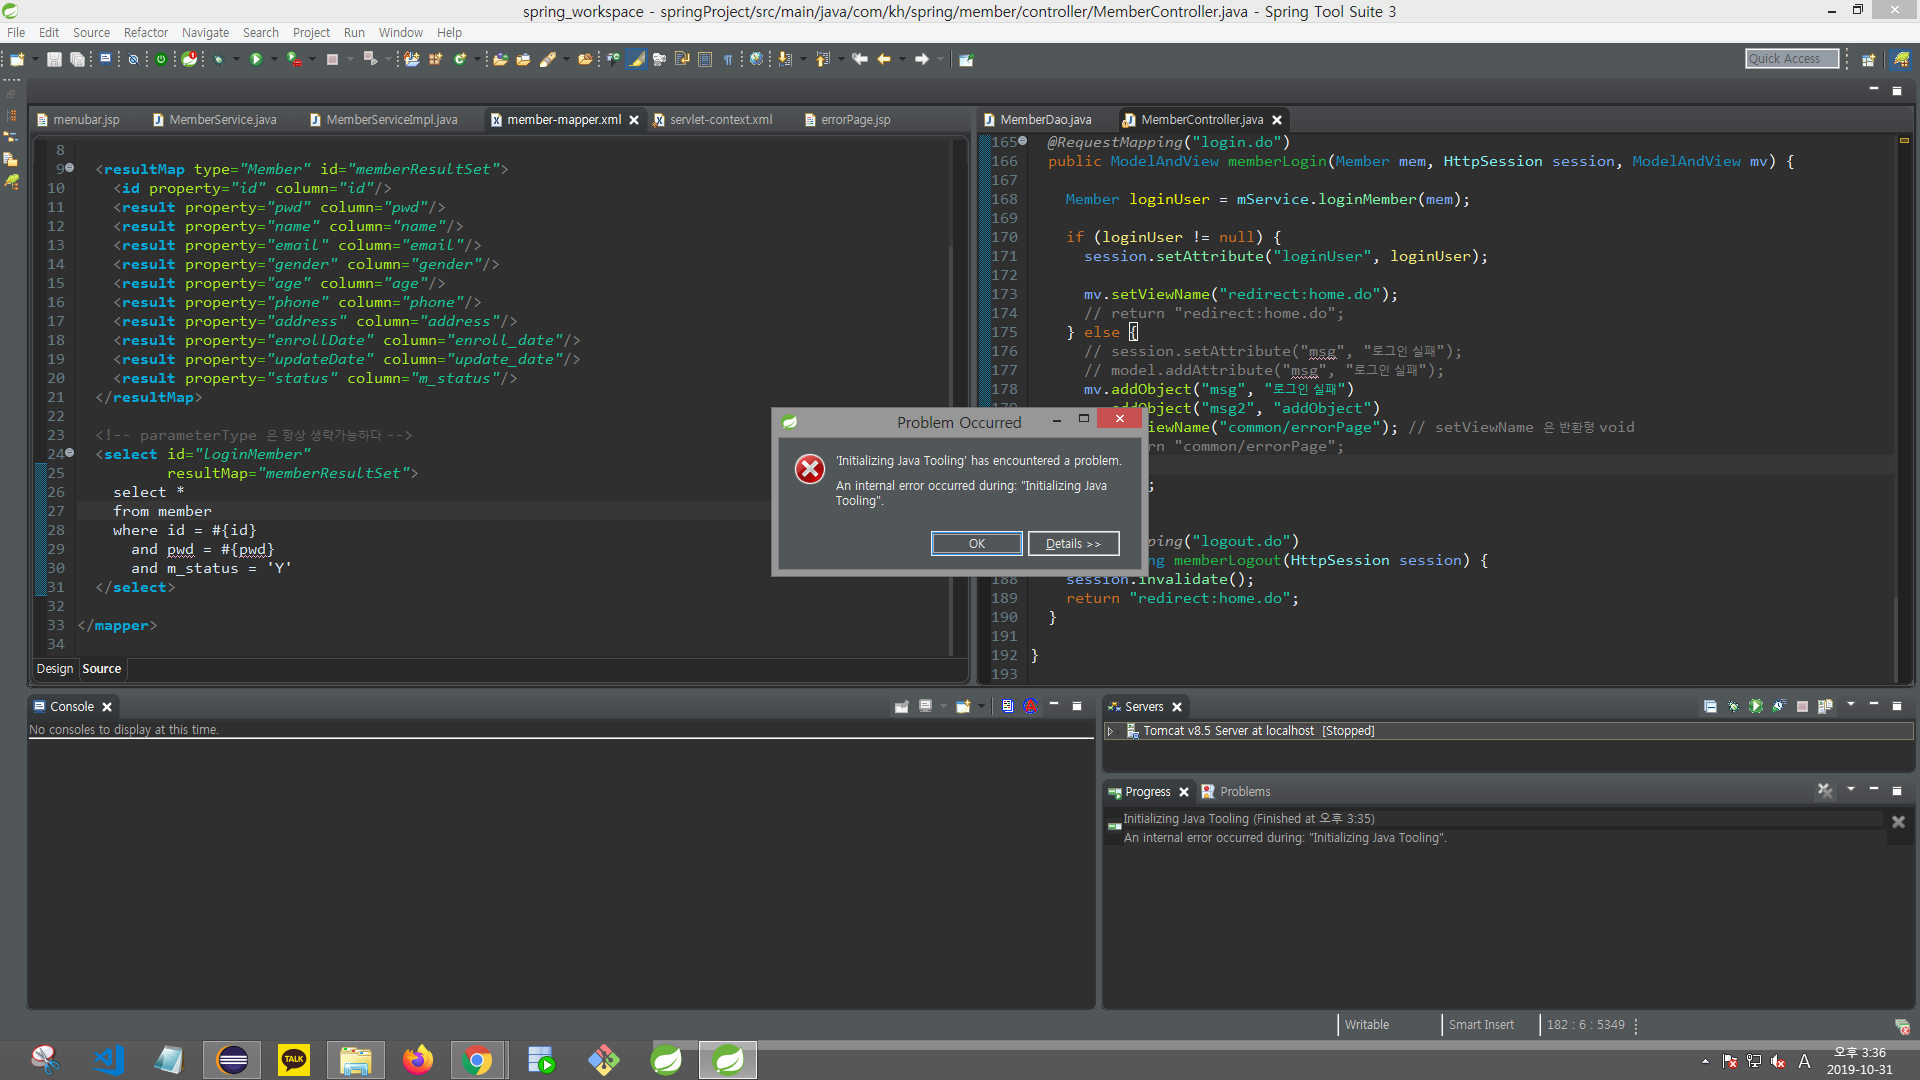 spring_workspace - springProject/src/main/java/com/kh/spring/member/controller/MemberController.java - Spring Tool Suite 3
File Edit Source Refactor Navigate Search Project Run Window Help
Quick Access
menubar.jsp MemberService.java MemberServiceImpl.java member-mapper.xml servlet-context.xml errorPage.jsp
8
9 <resultMap type="Member" id="memberResultSet">
10 <id property="id" column="id"/>
11 <result property="pwd" column="pwd"/>
12 <result property="name" column="name"/>
13 <result property="email" column="email"/>
14 <result property="gender" column="gender"/>
15 <result property="age" column="age"/>
16 <result property="phone" column="phone"/>
17 <result property="address" column="address"/>
18 <result property="enrollDate" column="enroll_date"/>
19 <result property="updateDate" column="update_date"/>
20 <result property="status" column="m_status"/>
21 </resultMap>
22
23 <!-- parameterType 은 항상 생략가능하다 -->
24 <select id="loginMember"
25 resultMap="memberResultSet">
26 select *
27 from member
28 where id = #{id}
29 and pwd = #{pwd}
30 and m_status = 'Y'
31 </select>
32
33 </mapper>
34
Design Source
MemberDao.java MemberController.java
165 @RequestMapping("login.do")
166 public ModelAndView memberLogin(Member mem, HttpSession session, ModelAndView mv) {
167
168 Member loginUser = mService.loginMember(mem);
169
170 if (loginUser != null) {
171 session.setAttribute("loginUser", loginUser);
172
173 mv.setViewName("redirect:home.do");
174 // return "redirect:home.do";
175 } else {
176 // session.setAttribute("msg", "로그인 실패");
177 // model.addAttribute("msg", "로그인 실패");
178 mv.addObject("msg", "로그인 실패")
addObject("msg2", "addObject")
iewName("common/errorPage"); // setViewName 은 반환형 void
rn "common/errorPage";
;
ping("logout.do")
ng memberLogout(HttpSession session) {
188 session.invalidate();
189 return "redirect:home.do";
190 }
191
192 }
193
Problem Occurred
'Initializing Java Tooling' has encountered a problem.
An internal error occurred during: "Initializing Java
Tooling".
OK Details >>
Console
No consoles to display at this time.
Servers
Tomcat v8.5 Server at localhost [Stopped]
Progress Problems
Initializing Java Tooling (Finished at 오후 3:35)
An internal error occurred during: "Initializing Java Tooling".
Writable Smart Insert 182 : 6 : 5349
TALK
A
오후 3:36
2019-10-31